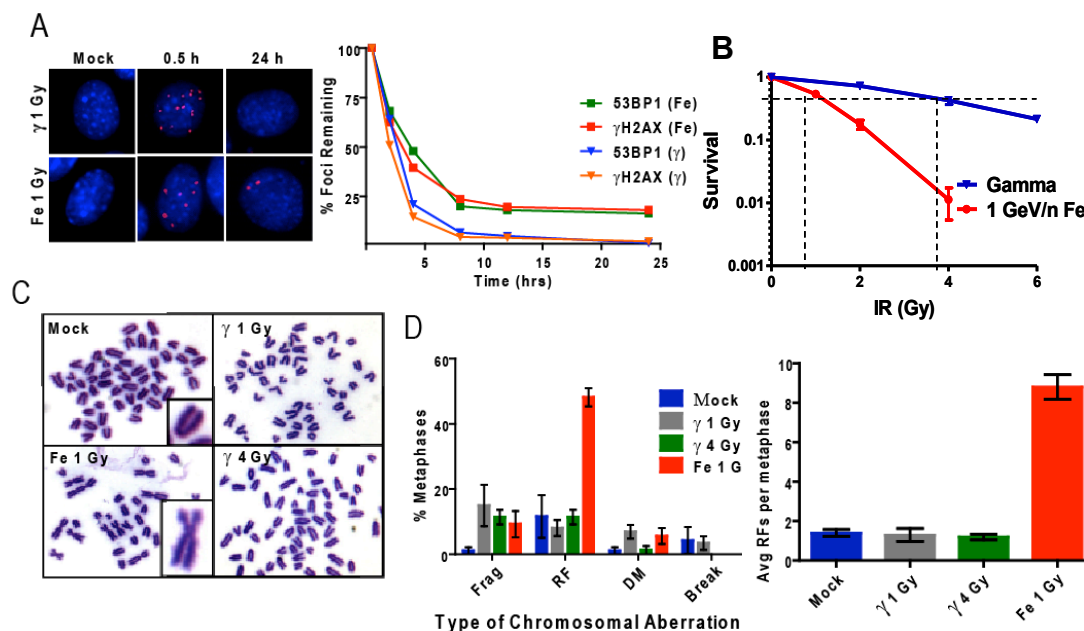 A
Mock 0.5 h 24 h
γ 1 Gy
Fe 1 Gy
% Foci Remaining
100
75
50
25
5 10 15 20 25
Time (hrs)
53BP1 (Fe)
γH2AX (Fe)
53BP1 (γ)
γH2AX (γ)
B
Survival
1
0.1
0.01
0.001
0 2 4 6
IR (Gy)
Gamma
1 GeV/n Fe
C
Mock
γ 1 Gy
Fe 1 Gy
γ 4 Gy
D
% Metaphases
60
40
20
0
Frag RF DM Break
Type of Chromosomal Aberration
Mock
γ 1 Gy
γ 4 Gy
Fe 1 G
Avg RFs per metaphase
10
8
6
4
2
0
Mock γ 1 Gy γ 4 Gy Fe 1 Gy